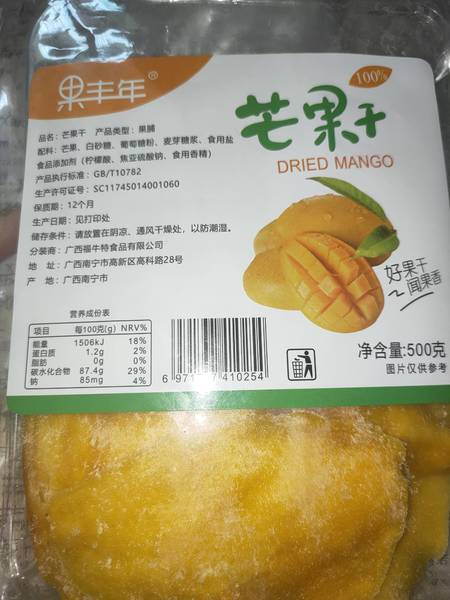 果丰年®
100%
芒果干
DRIED MANGO
品名：芒果干 产品类型：果脯
配料：芒果、白砂糖、葡萄糖粉、麦芽糖浆、食用盐
食品添加剂（柠檬酸、焦亚硫酸钠、食用香精）
产品执行标准：GB/T10782
生产许可证号：SC11745014001060
保质期：12个月
生产日期：见打印处
储存条件：请放置在阴凉、通风干燥处，以防潮湿。
分装商：广西福牛特食品有限公司
地 址：广西南宁市高新区高科路28号
产 地：广西南宁市
好果干
闻果香
营养成份表
项目 每100克(g) NRV%
能量 1506kJ 18%
蛋白质 1.2g 2%
脂肪 0g 0%
碳水化合物 87.4g 29%
钠 85mg 4%
410254
净含量:500克
图片仅供参考